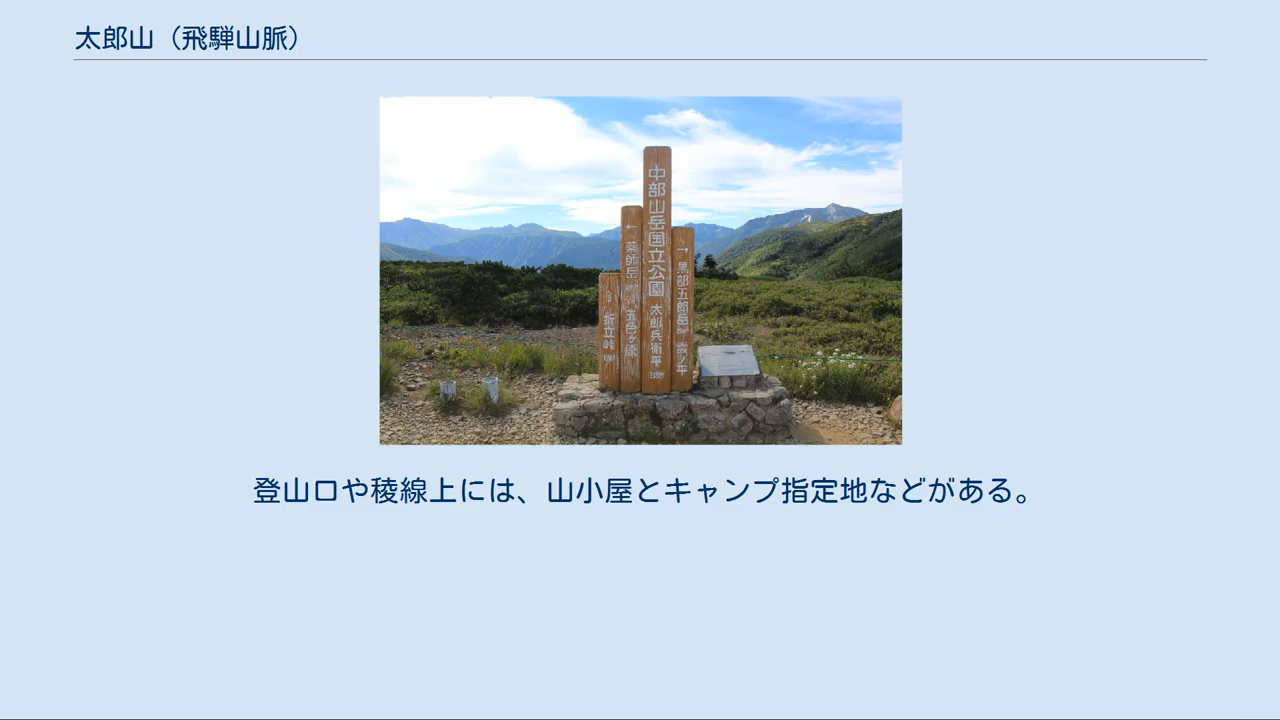 太郎山（飛騨山脈）
中部山岳国立公園 太郎兵衛平
← 薬師岳 五色ヶ原
→ 黒部五郎岳 雲ノ平
折立峠
登山口や稜線上には、山小屋とキャンプ指定地などがある。